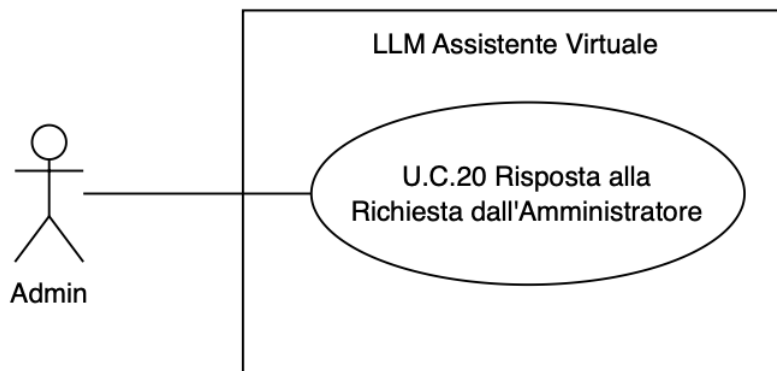 LLM Assistente Virtuale
U.C.20 Risposta alla
Richiesta dall'Amministratore
Admin